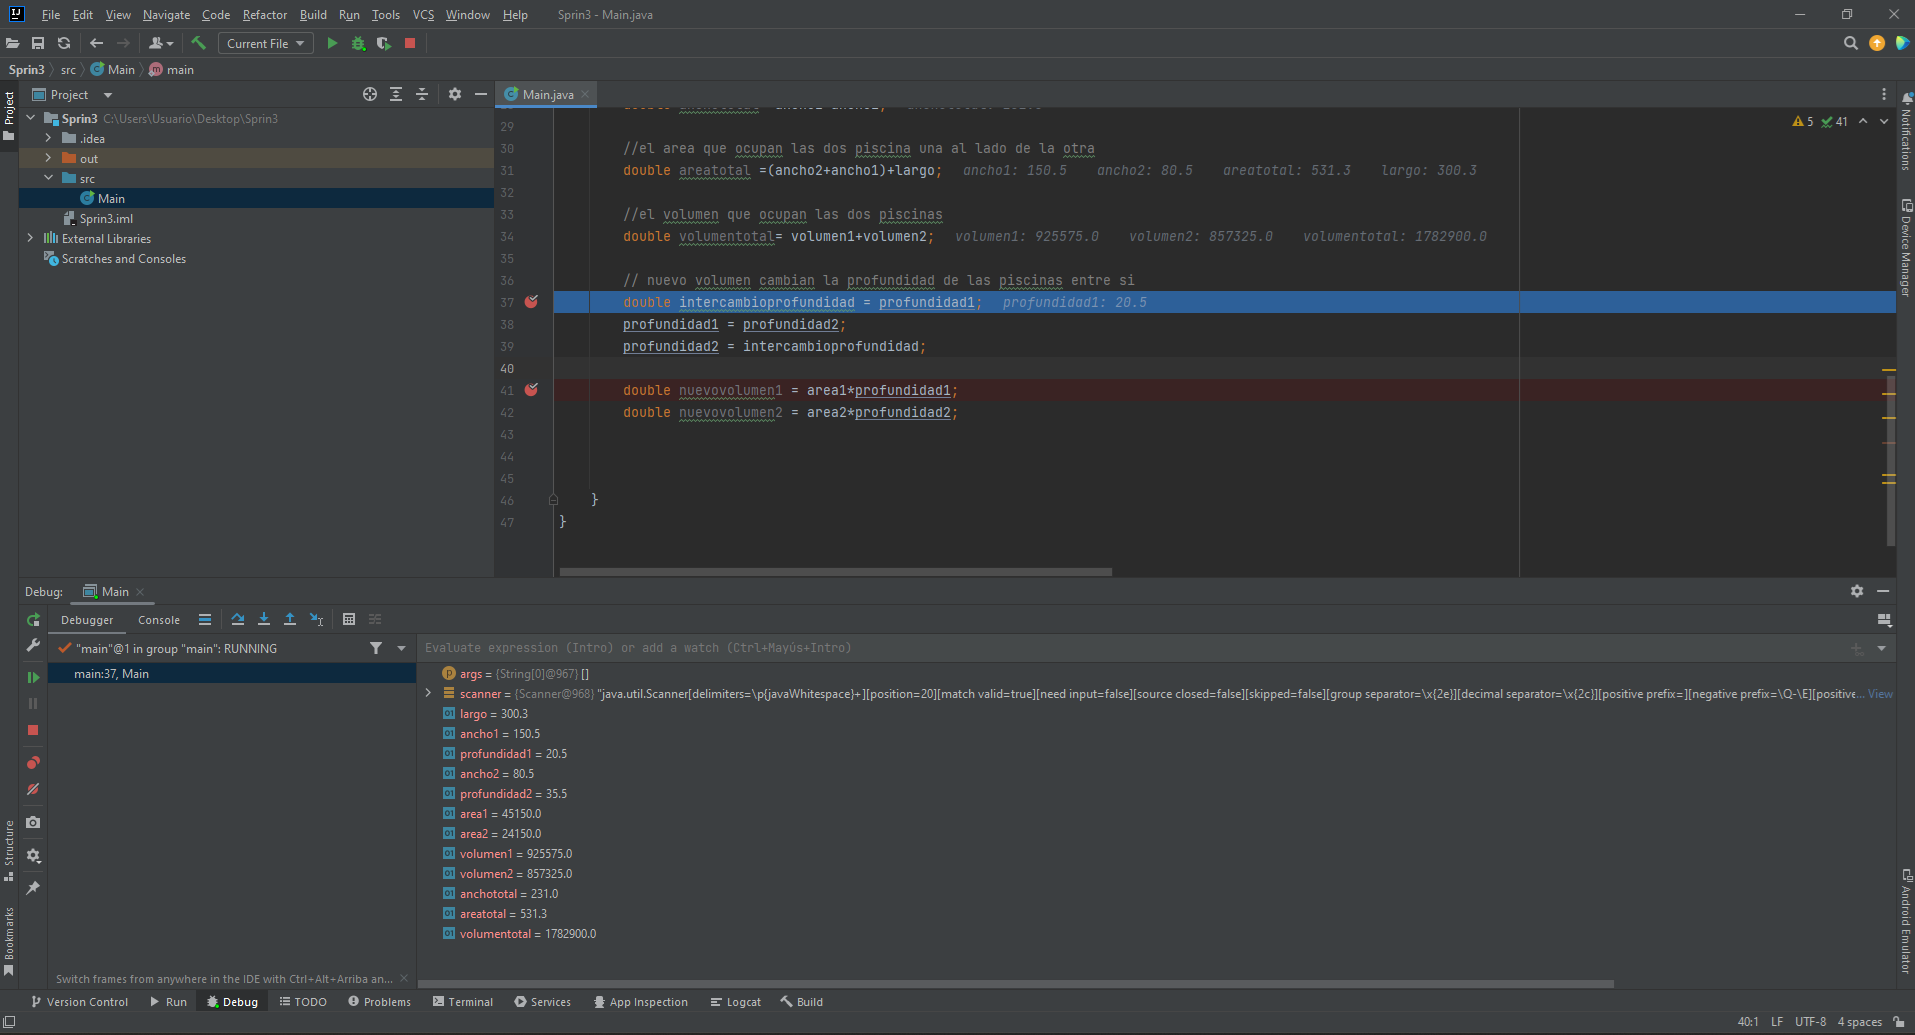 File Edit View Navigate Code Refactor Build Run Tools VCS Window Help Sprin3 - Main.java
Current File
Sprin3 src Main main
Project
Main.java
Sprin3 C:\Users\Usuario\Desktop\Sprin3
.idea
out
src
Main
Sprin3.iml
External Libraries
Scratches and Consoles
Project
Structure
Bookmarks
5 41
29
30 //el area que ocupan las dos piscina una al lado de la otra
31 double areatotal =(ancho2+ancho1)+largo; ancho1: 150.5 ancho2: 80.5 areatotal: 531.3 largo: 300.3
32
33 //el volumen que ocupan las dos piscinas
34 double volumentotal= volumen1+volumen2; volumen1: 925575.0 volumen2: 857325.0 volumentotal: 1782900.0
35
36 // nuevo volumen cambian la profundidad de las piscinas entre si
37 double intercambioprofundidad = profundidad1; profundidad1: 20.5
38 profundidad1 = profundidad2;
39 profundidad2 = intercambioprofundidad;
40
41 double nuevovolumen1 = area1*profundidad1;
42 double nuevovolumen2 = area2*profundidad2;
43
44
45
46 }
47 }
Notifications
Device Manager
Android Emulator
Debug: Main
Debugger Console
"main"@1 in group "main": RUNNING
main:37, Main
Switch frames from anywhere in the IDE with Ctrl+Alt+Arriba an...
Evaluate expression (Intro) or add a watch (Ctrl+Mayús+Intro)
args = {String[0]@967} []
scanner = {Scanner@968} "java.util.Scanner[delimiters=\p{javaWhitespace}+][position=20][match valid=true][need input=false][source closed=false][skipped=false][group separator=\x{2e}][decimal separator=\x{2c}][positive prefix=][negative prefix=\Q-\E][positive... View
largo = 300.3
ancho1 = 150.5
profundidad1 = 20.5
ancho2 = 80.5
profundidad2 = 35.5
area1 = 45150.0
area2 = 24150.0
volumen1 = 925575.0
volumen2 = 857325.0
anchototal = 231.0
areatotal = 531.3
volumentotal = 1782900.0
Version Control Run Debug TODO Problems Terminal Services App Inspection Logcat Build
40:1 LF UTF-8 4 spaces